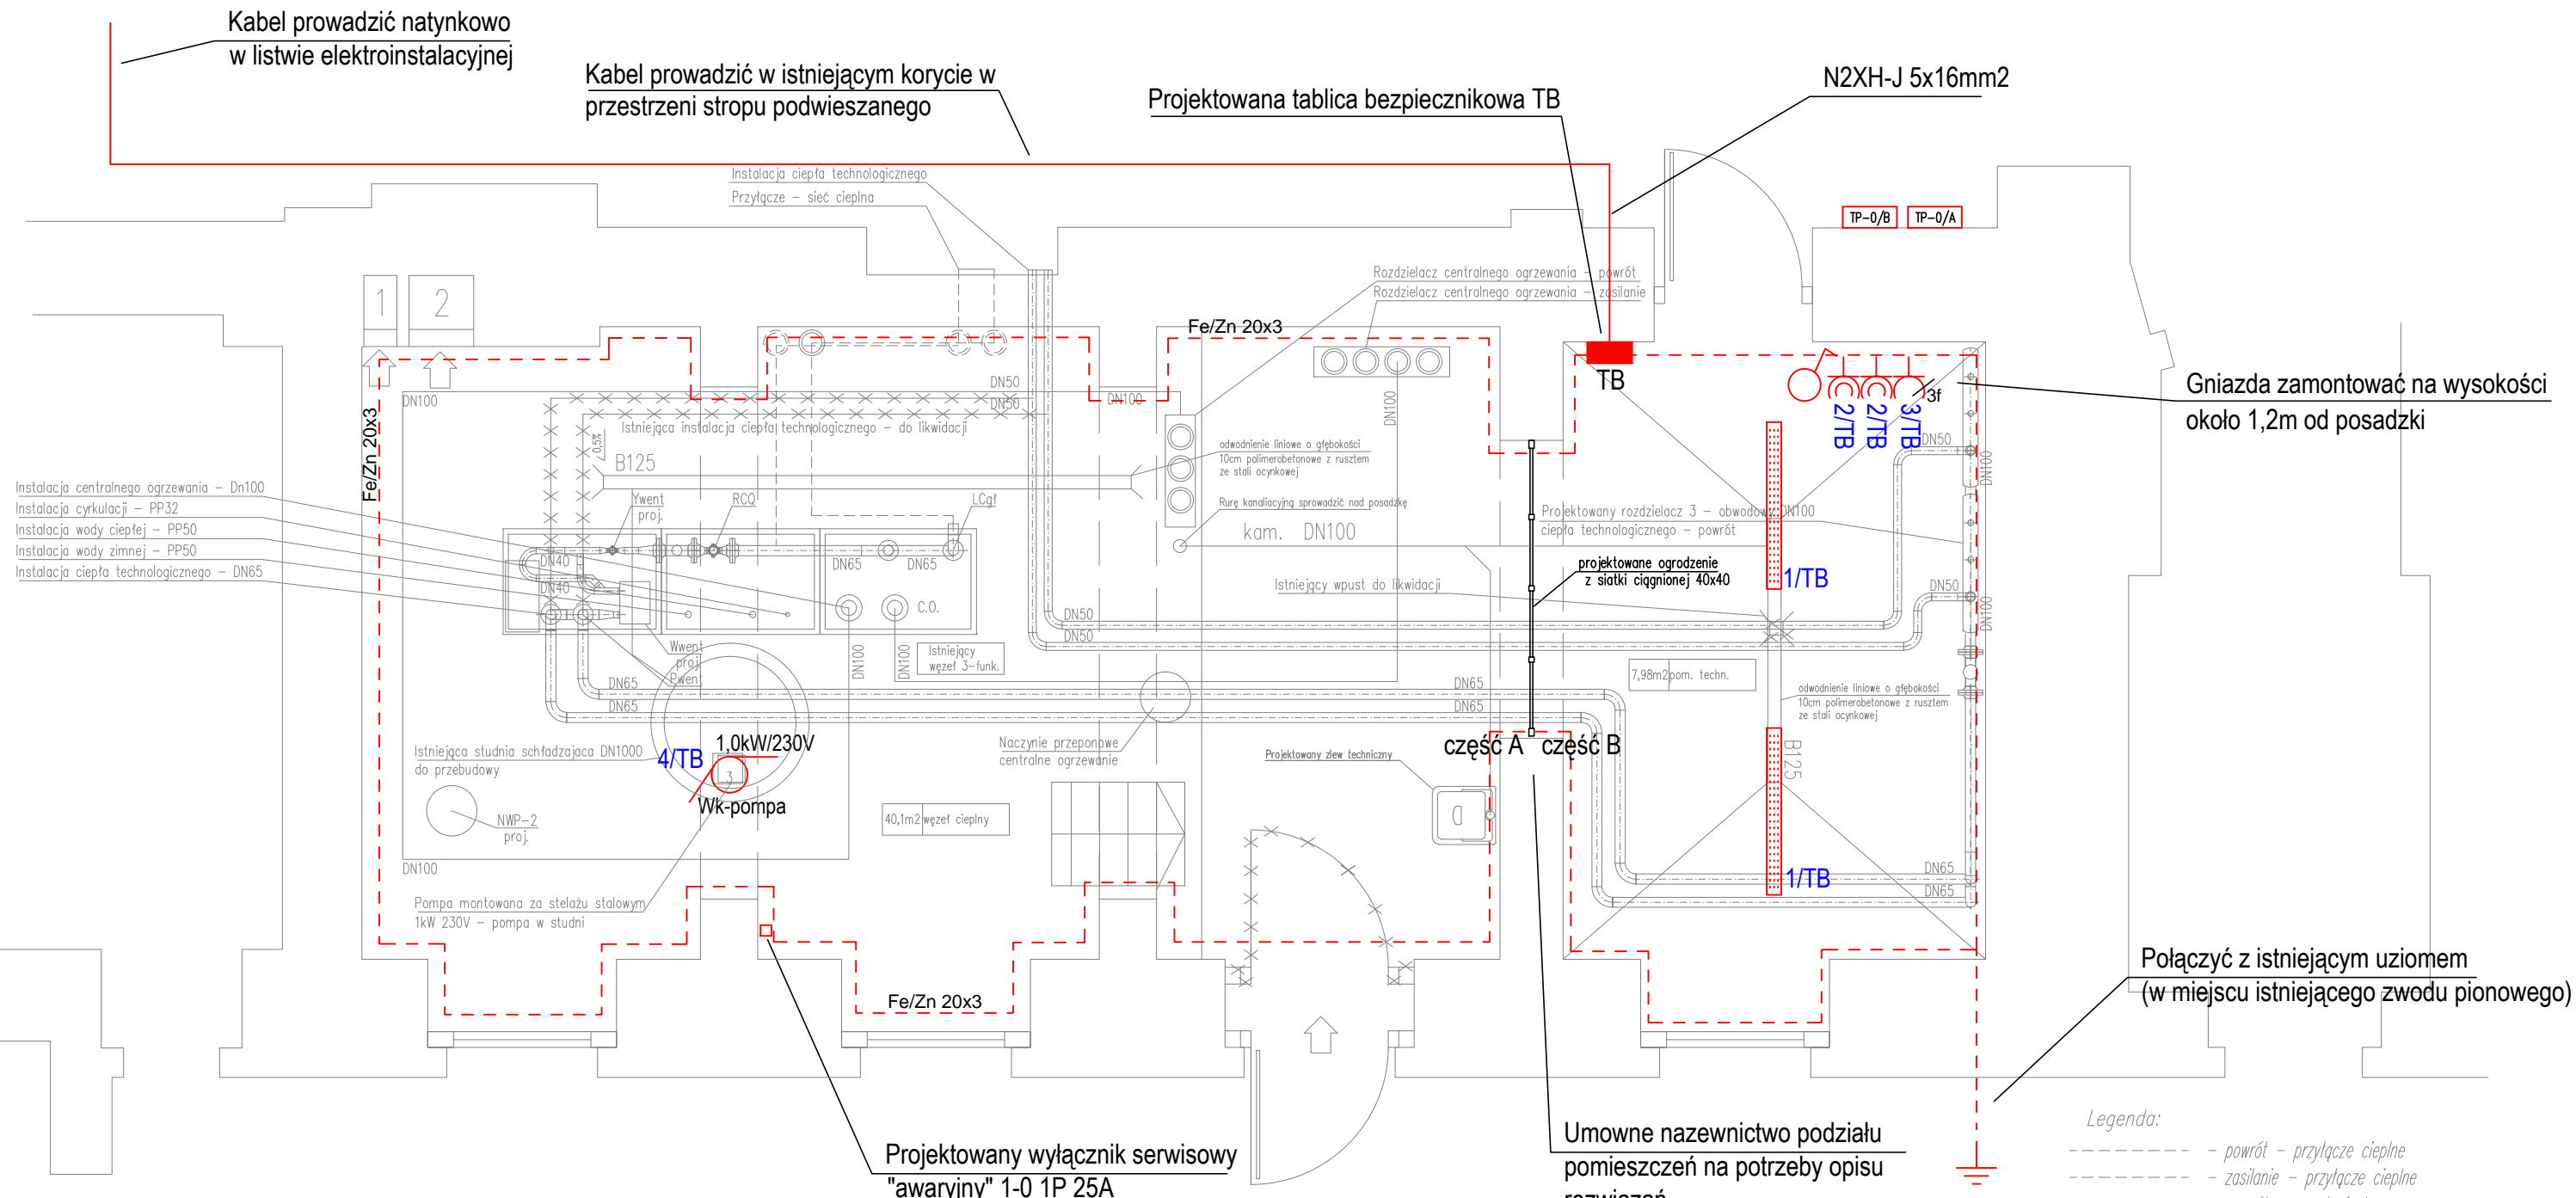 Kabel prowadzić natynkowo
w listwie elektroinstalacyjnej
Kabel prowadzić w istniejącym korycie w
przestrzeni stropu podwieszanego
Projektowana tablica bezpiecznikowa TB
N2XH-J 5x16mm2
Instalacja ciepła technologicznego
Przyłącze – sieć cieplna
TP-0/B
TP-0/A
Rozdzielacz centralnego ogrzewania – powrót
Rozdzielacz centralnego ogrzewania – zasilanie
1
2
Fe/Zn 20x3
Fe/Zn 20x3
TB
3f
2/TB
2/TB
3/TB
Gniazda zamontować na wysokości
około 1,2m od posadzki
DN100
DN50
DN50
DN100
DN100
Istniejąca instalacja ciepła technologicznego – do likwidacji
0,5%
B125
odwodnienie liniowe o głębokości
10cm polimerobetonowe z rusztem
ze stali ocynkowej
DN50
DN100
Instalacja centralnego ogrzewania – Dn100
Instalacja cyrkulacji – PP32
Instalacja wody ciepłej – PP50
Instalacja wody zimnej – PP50
Instalacja ciepła technologicznego – DN65
Ywent
proj.
RCQ
LCgł
Rurę kanaliacyjną sprowadzić nad posadzkę
kam. DN100
Projektowany rozdzielacz 3 – obwodowy DN100
ciepła technologicznego – powrót
DN40
DN40
DN65
DN65
projektowane ogrodzenie
z siatki ciągnionej 40x40
1/TB
Istniejący wpust do likwidacji
DN50
DN100
C.O.
DN50
DN50
Wwent
proj.
Pwent
DN100
DN100
Istniejący
węzeł 3-funk.
7,98m2 pom. techn.
DN65
DN65
DN65
DN65
odwodnienie liniowe o głębokości
10cm polimerobetonowe z rusztem
ze stali ocynkowej
Istniejąca studnia schładzajaca DN1000
do przebudowy
4/TB
1,0kW/230V
3
Wk-pompa
Naczynie przeponowe
centralne ogrzewanie
część A
część B
Projektowany zlew techniczny
B125
NWP-2
proj.
40,1m2 węzeł cieplny
DN100
1/TB
DN65
DN65
Pompa montowana za stelażu stalowym
1kW 230V – pompa w studni
Połączyć z istniejącym uziomem
(w miejscu istniejącego zwodu pionowego)
Fe/Zn 20x3
Projektowany wyłącznik serwisowy
"awaryjny" 1-0 1P 25A
Umowne nazewnictwo podziału
pomieszczeń na potrzeby opisu
rozwiązań
Legenda:
– powrót – przyłącze cieplne
– zasilanie – przyłącze cieplne